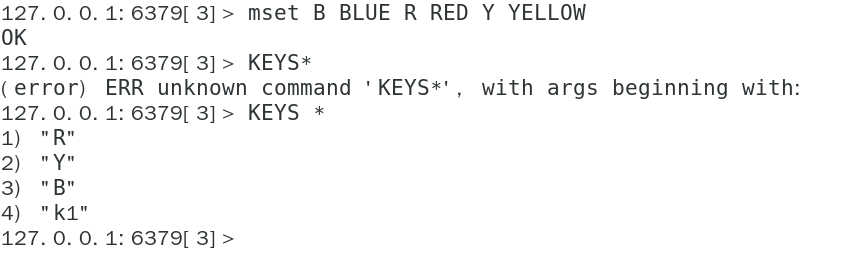 127.0.0.1:6379[3]> mset B BLUE R RED Y YELLOW
OK
127.0.0.1:6379[3]> KEYS*
(error) ERR unknown command 'KEYS*', with args beginning with:
127.0.0.1:6379[3]> KEYS *
1) "R"
2) "Y"
3) "B"
4) "k1"
127.0.0.1:6379[3]>